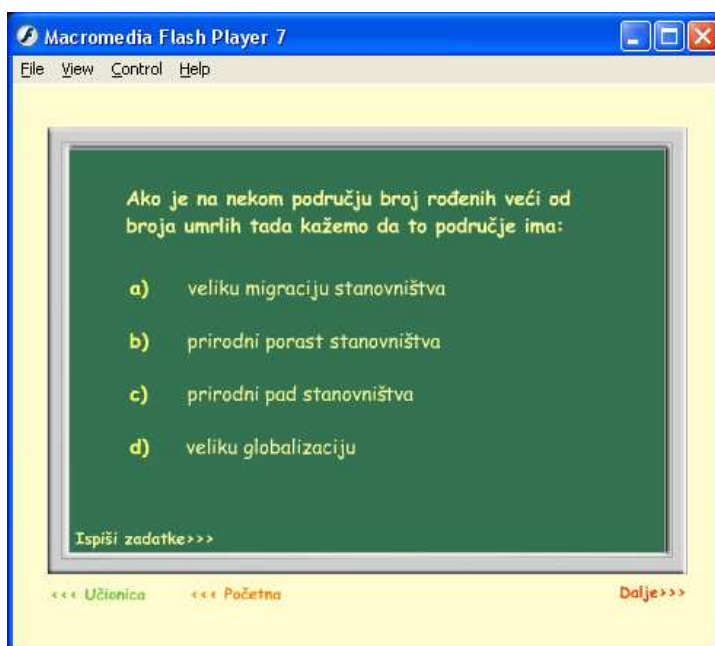 Macromedia Flash Player 7
File View Control Help
Ako je na nekom području broj rođenih veći od
broja umrlih tada kažemo da to područje ima:
a) veliku migraciju stanovništva
b) prirodni porast stanovništva
c) prirodni pad stanovništva
d) veliku globalizaciju
Ispiši zadatke>>>
<<< Učionica <<< Početna Dalje>>>